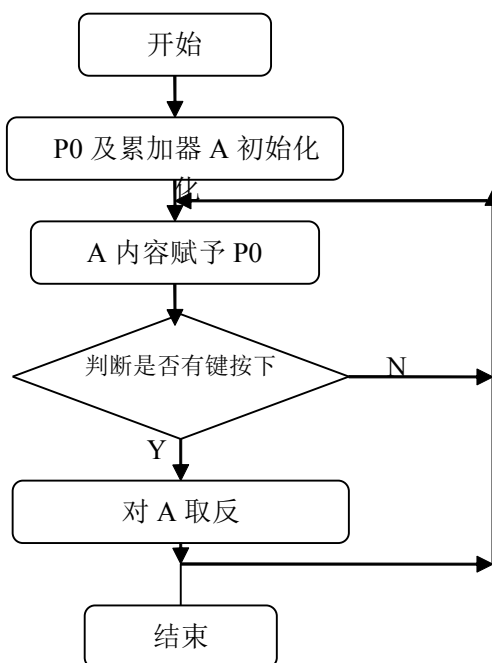 开始
P0 及累加器 A 初始化
化
A 内容赋予 P0
判断是否有键按下
N
Y
对 A 取反
结束